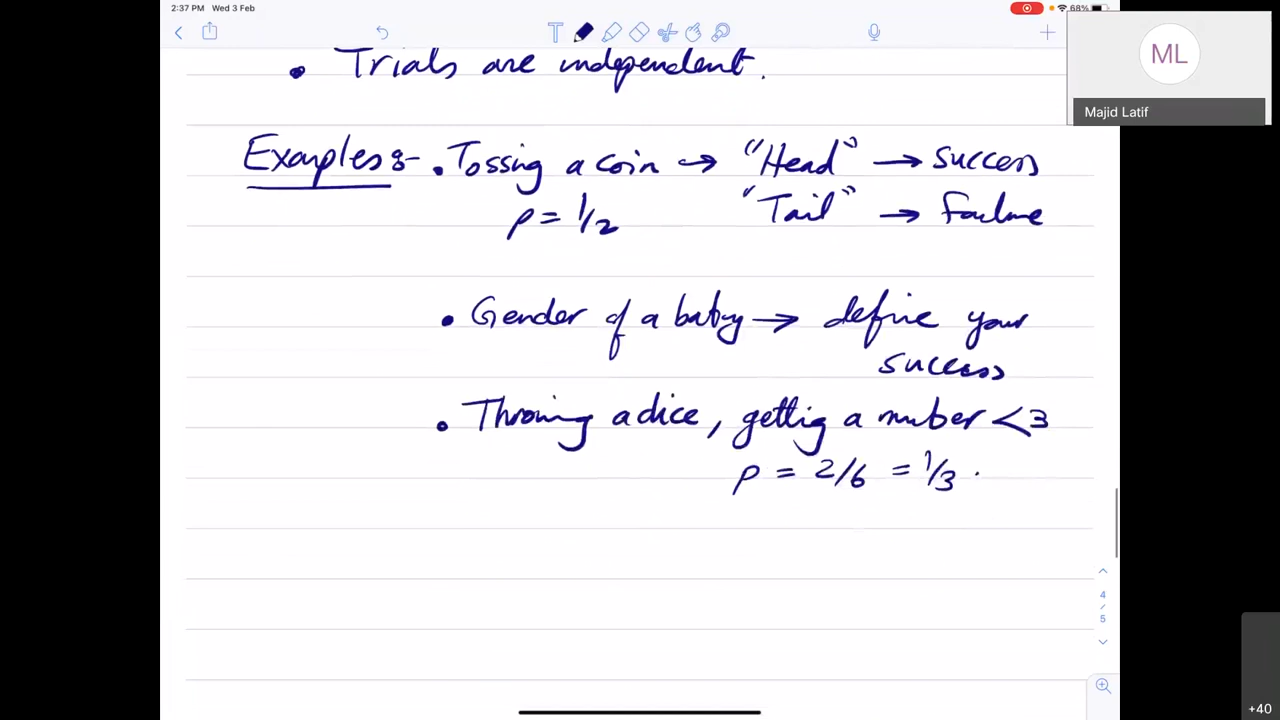 2:37 PM Wed 3 Feb
68%
ML
Majid Latif
• Trials are independent.
Examples:- • Tossing a coin → "Head" → success
p = 1/2 "Tail" → Failure
• Gender of a baby → define your
success
• Throwing a dice, getting a number <3
p = 2/6 = 1/3.
4
/
5
+40